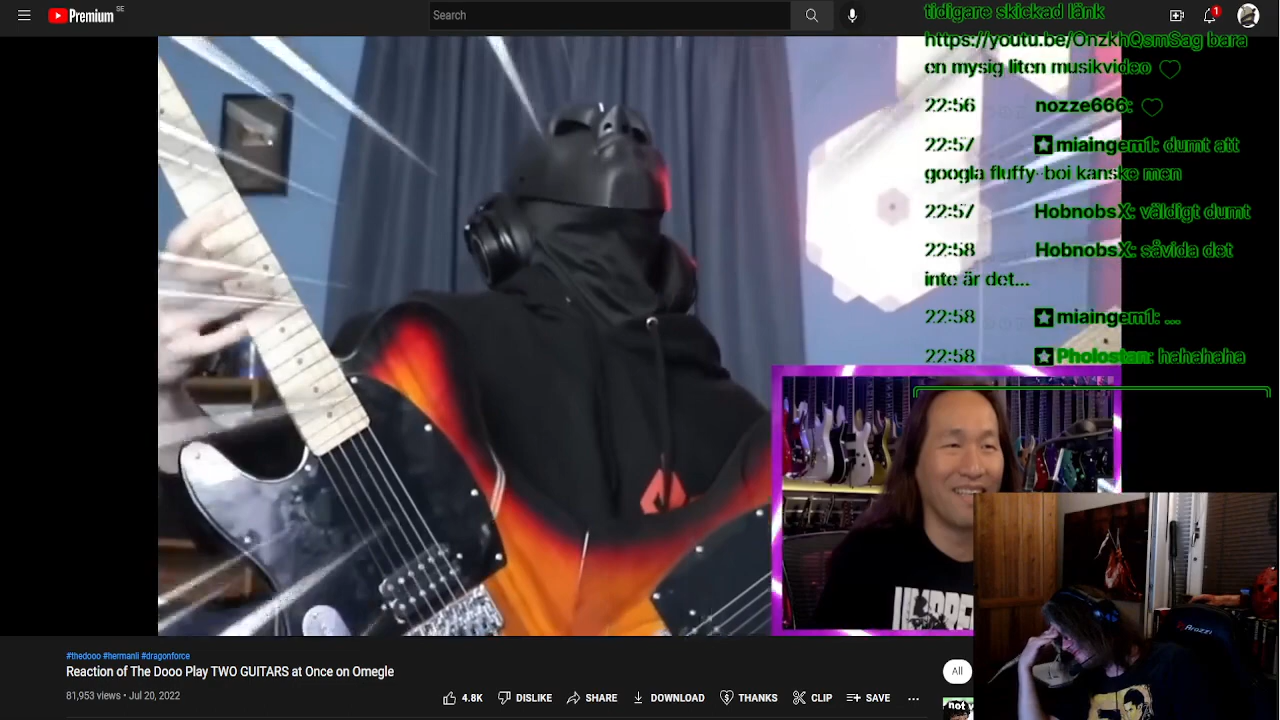 Premium SE
Search
1
tidigare skickad länk
https://youtu.be/OnzkhQsmSag bara
en mysig liten musikvideo
22:56 nozze666:
22:57 miaingem1: dumt att
googla fluffy boi kanske men
22:57 HobnobsX: väldigt dumt
22:58 HobnobsX: såvida det
inte är det...
22:58 miaingem1: ...
22:58 Pholostan: hahahaha
Arozzi
#thedooo #hermanli #dragonforce
Reaction of The Dooo Play TWO GUITARS at Once on Omegle
81,953 views • Jul 20, 2022
4.8K DISLIKE SHARE DOWNLOAD THANKS CLIP SAVE ...
All
not y